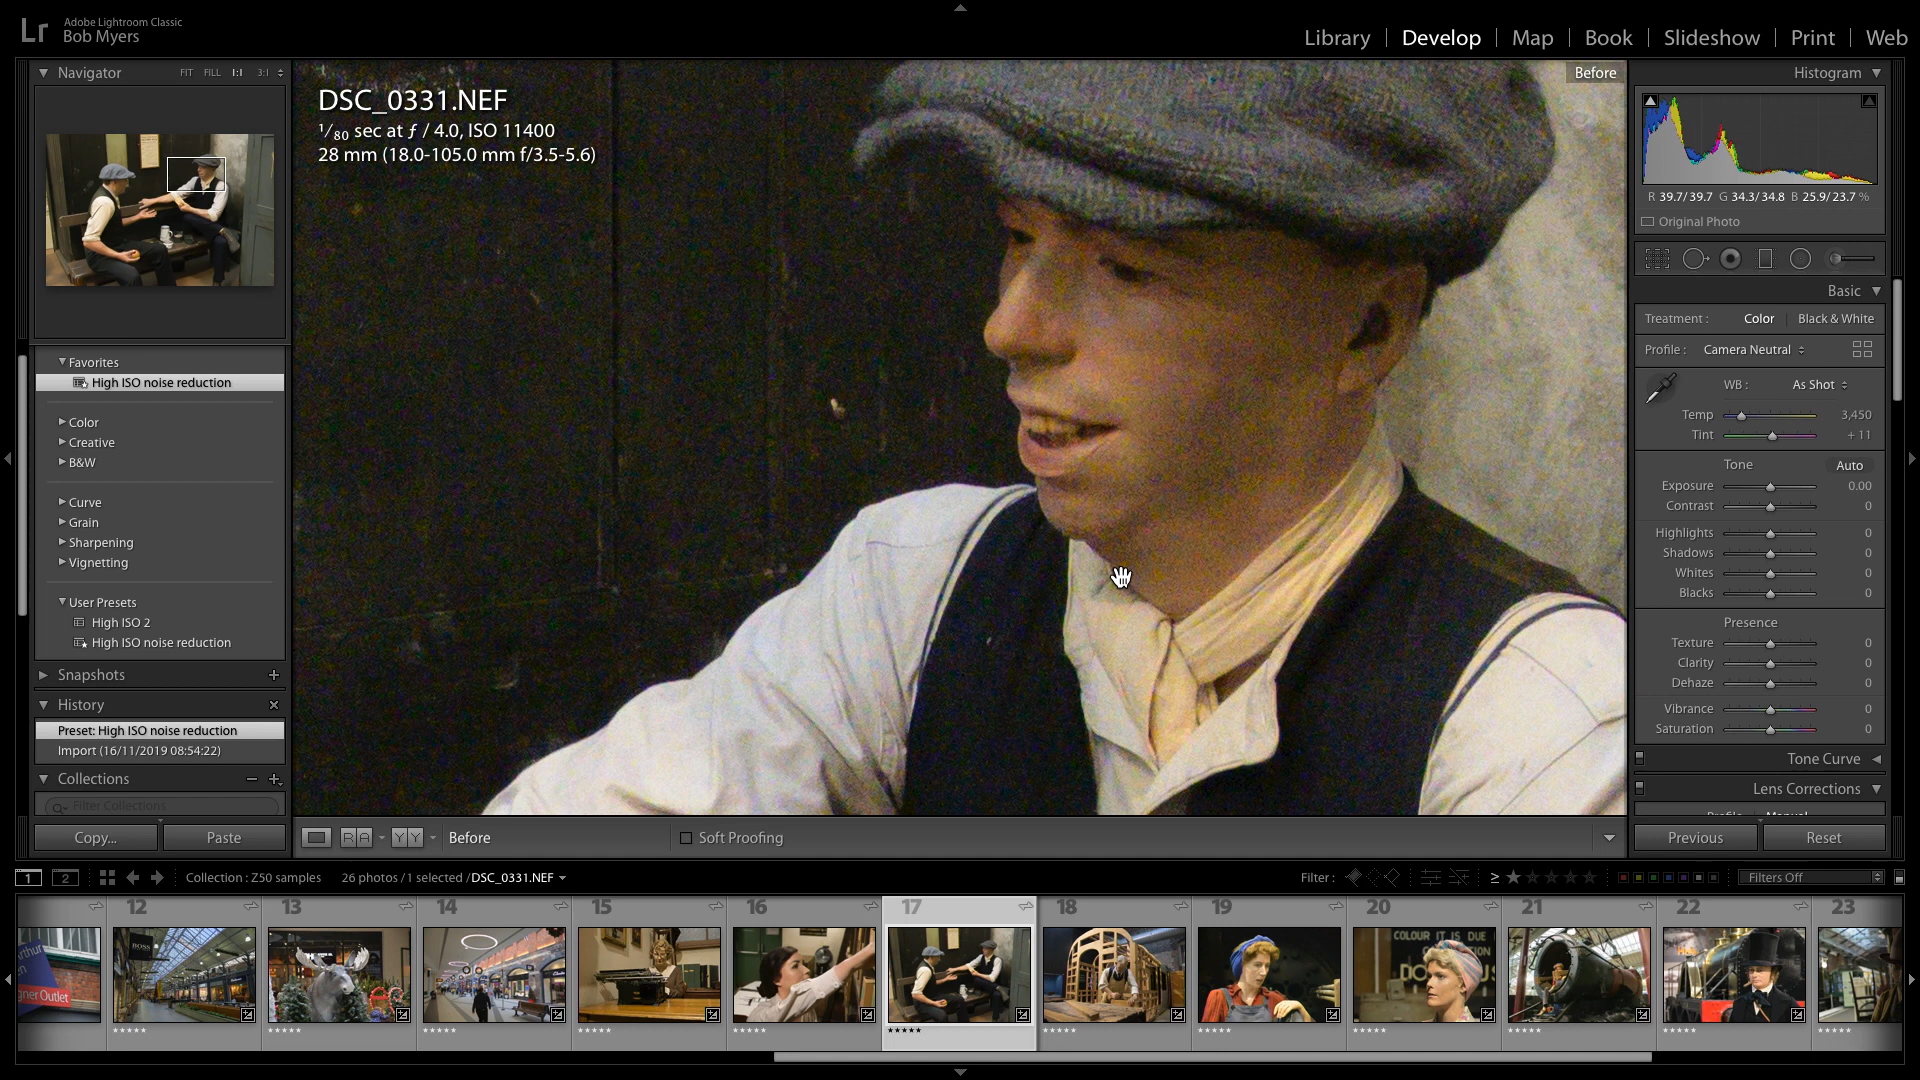 Lr
Adobe Lightroom Classic
Bob Myers
Library | Develop | Map | Book | Slideshow | Print | Web
Navigator FIT FILL 1:1 3:1
Favorites
High ISO noise reduction
Color
Creative
B&W
Curve
Grain
Sharpening
Vignetting
User Presets
High ISO 2
High ISO noise reduction
Snapshots
History
Preset: High ISO noise reduction
Import (16/11/2019 08:54:22)
Collections
Filter Collections
Copy... Paste
DSC_0331.NEF
1/80 sec at ƒ / 4.0, ISO 11400
28 mm (18.0-105.0 mm f/3.5-5.6)
Before
RA YY Before Soft Proofing
Histogram
R 39.7/39.7 G 34.3/34.8 B 25.9/23.7 %
Original Photo
Basic
Treatment : Color | Black & White
Profile : Camera Neutral
WB : As Shot
Temp 3,450
Tint + 11
Tone Auto
Exposure 0.00
Contrast 0
Highlights 0
Shadows 0
Whites 0
Blacks 0
Presence
Texture 0
Clarity 0
Dehaze 0
Vibrance 0
Saturation 0
Tone Curve
Lens Corrections
Previous Reset
1 2 Collection : Z50 samples 26 photos / 1 selected / DSC_0331.NEF Filter : ≥ Filters Off
12 13 14 15 16 17 18 19 20 21 22 23
COLOUR IT IS DUE